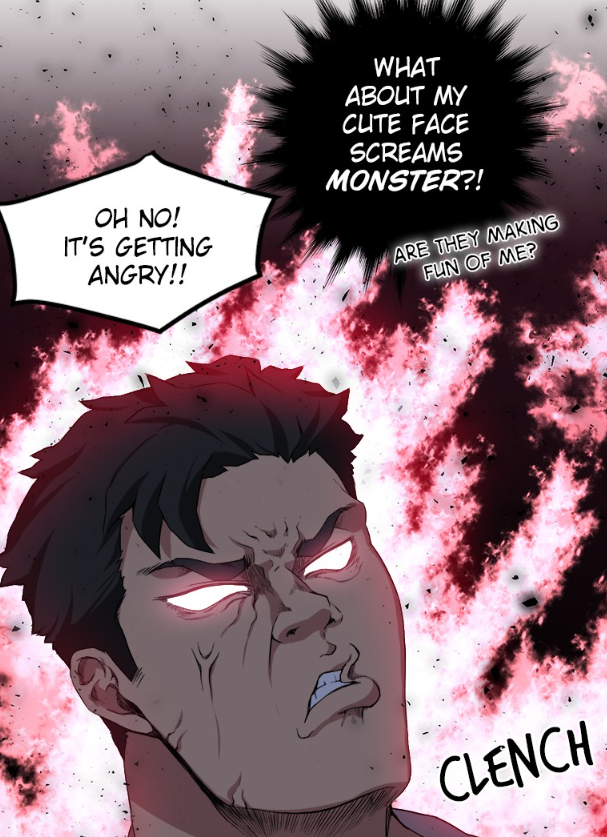 WHAT
ABOUT MY
CUTE FACE
SCREAMS
MONSTER?!
ARE THEY MAKING
FUN OF ME?
OH NO!
IT'S GETTING
ANGRY!!
CLENCH